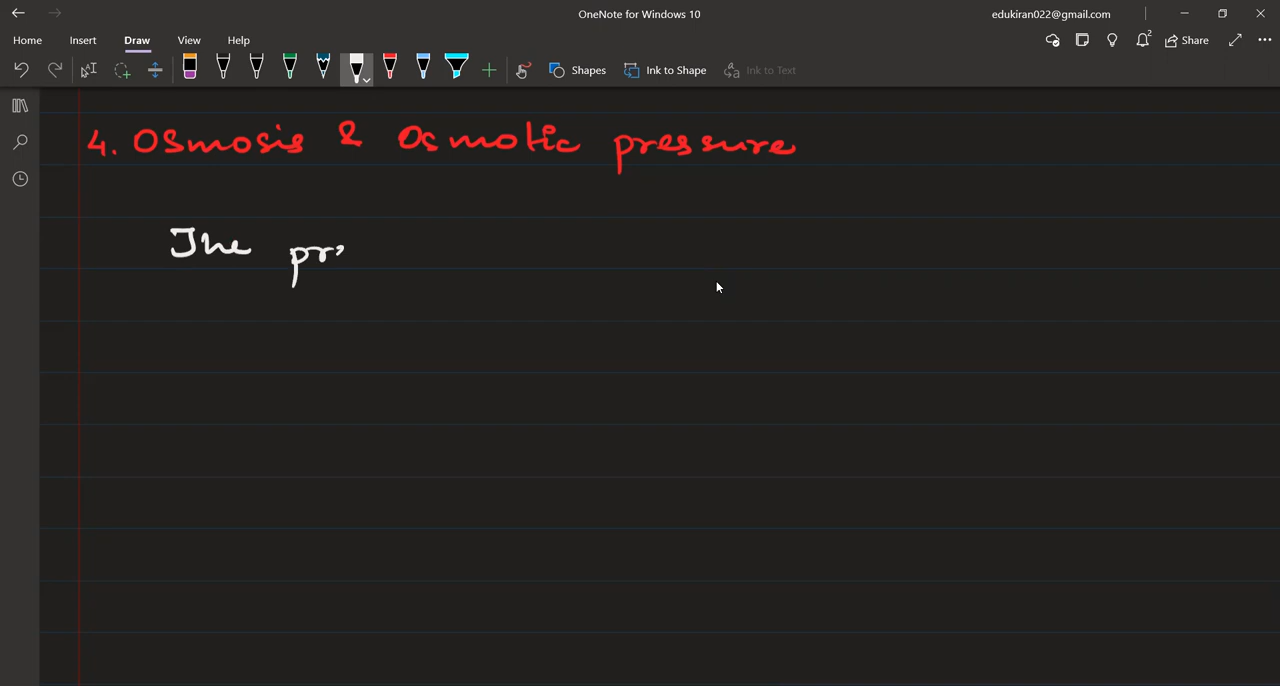 OneNote for Windows 10
edukiran022@gmail.com
Home Insert Draw View Help
2 Share
Shapes Ink to Shape Ink to Text
4. Osmosis & Osmotic pressure
The pr